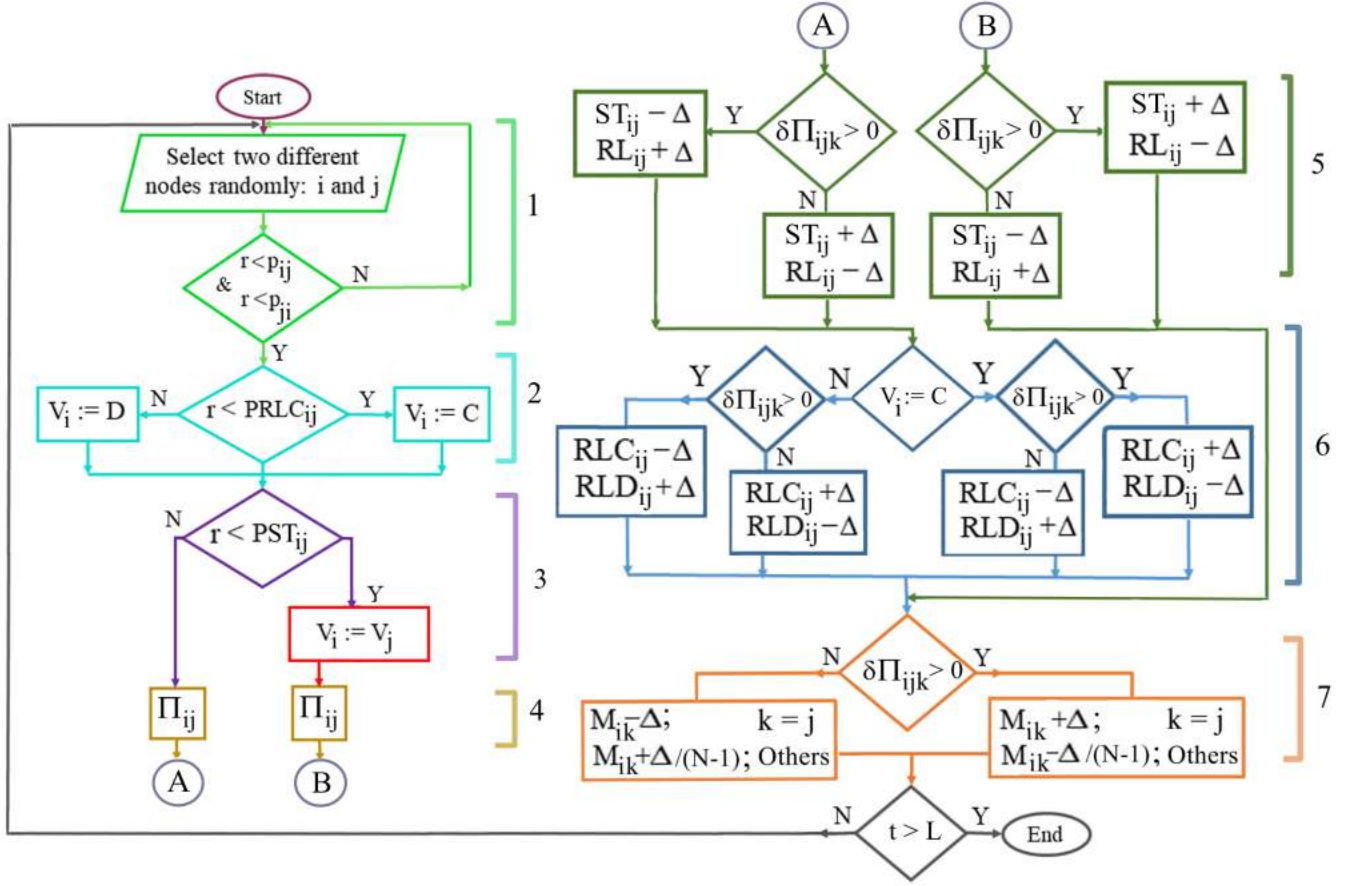 Start
Select two different
nodes randomly: i and j
r<p_ij
&
r<p_ji
N
Y
1
r < PRLC_ij
N
Y
V_i := D
V_i := C
2
r < PST_ij
N
Y
V_i := V_j
3
Π_ij
Π_ij
4
A
B
A
B
δΠ_ijk > 0
Y
N
ST_ij − Δ
RL_ij + Δ
ST_ij + Δ
RL_ij − Δ
δΠ_ijk > 0
Y
N
ST_ij + Δ
RL_ij − Δ
ST_ij − Δ
RL_ij + Δ
5
V_i := C
N
Y
δΠ_ijk > 0
Y
N
RLC_ij − Δ
RLD_ij + Δ
RLC_ij + Δ
RLD_ij − Δ
δΠ_ijk > 0
Y
N
RLC_ij − Δ
RLD_ij + Δ
RLC_ij + Δ
RLD_ij − Δ
6
δΠ_ijk > 0
N
Y
M_ik − Δ; k = j
M_ik + Δ/(N-1); Others
M_ik + Δ; k = j
M_ik − Δ/(N-1); Others
7
t > L
N
Y
End